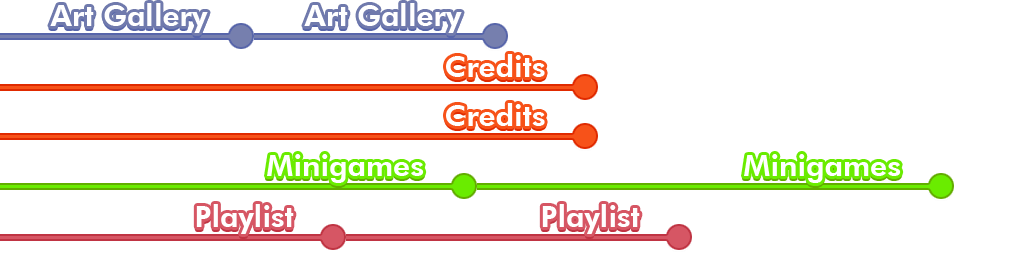 Art Gallery Art Gallery
Credits
Credits
Minigames Minigames
Playlist Playlist